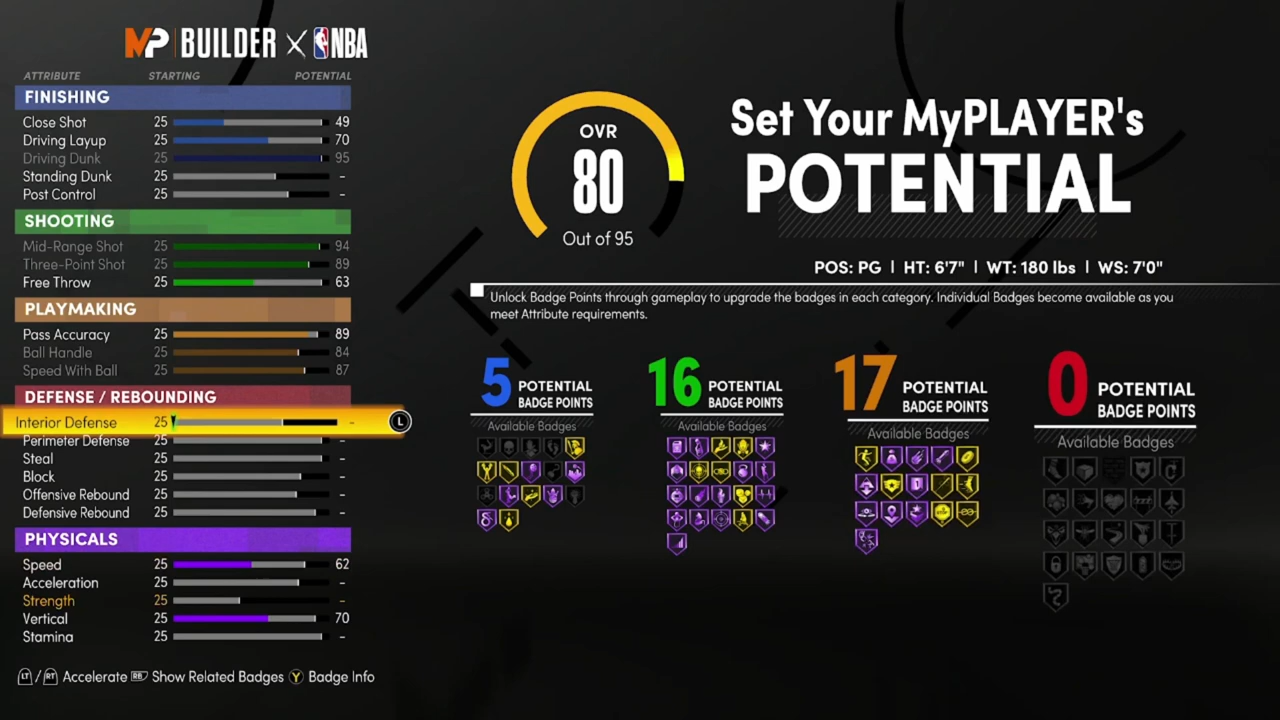 MP | BUILDER X NBA
ATTRIBUTE STARTING POTENTIAL
FINISHING
Close Shot 25 49
Driving Layup 25 70
Driving Dunk 25 95
Standing Dunk 25 -
Post Control 25 -
SHOOTING
Mid-Range Shot 25 94
Three-Point Shot 25 89
Free Throw 25 63
PLAYMAKING
Pass Accuracy 25 89
Ball Handle 25 84
Speed With Ball 25 87
DEFENSE / REBOUNDING
Interior Defense 25 - L
Perimeter Defense 25 -
Steal 25 -
Block 25 -
Offensive Rebound 25 -
Defensive Rebound 25 -
PHYSICALS
Speed 25 62
Acceleration 25 -
Strength 25 -
Vertical 25 70
Stamina 25 -
LT / RT Accelerate RB Show Related Badges Y Badge Info
OVR
80
Out of 95
Set Your MyPLAYER's
POTENTIAL
POS: PG | HT: 6'7" | WT: 180 lbs | WS: 7'0"
Unlock Badge Points through gameplay to upgrade the badges in each category. Individual Badges become available as you
meet Attribute requirements.
5 POTENTIAL BADGE POINTS
Available Badges
16 POTENTIAL BADGE POINTS
Available Badges
17 POTENTIAL BADGE POINTS
Available Badges
0 POTENTIAL BADGE POINTS
Available Badges